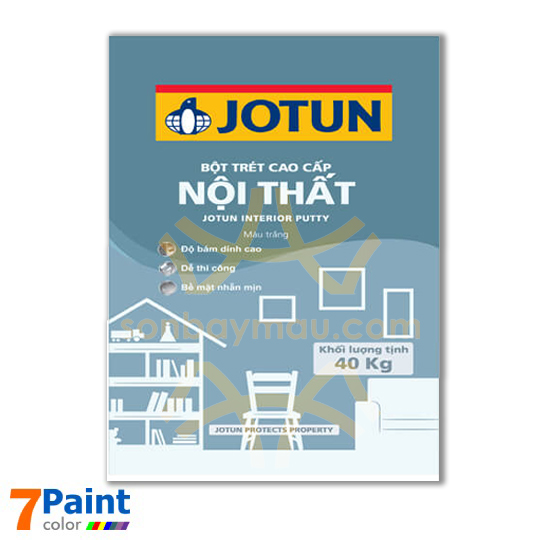 JOTUN
BỘT TRÉT CAO CẤP
NỘI THẤT
JOTUN INTERIOR PUTTY
Màu trắng
Độ bám dính cao
Dễ thi công
Bề mặt nhẵn mịn
sonbaymau.com
Khối lượng tịnh
40 Kg
JOTUN PROTECTS PROPERTY
7Paint
color